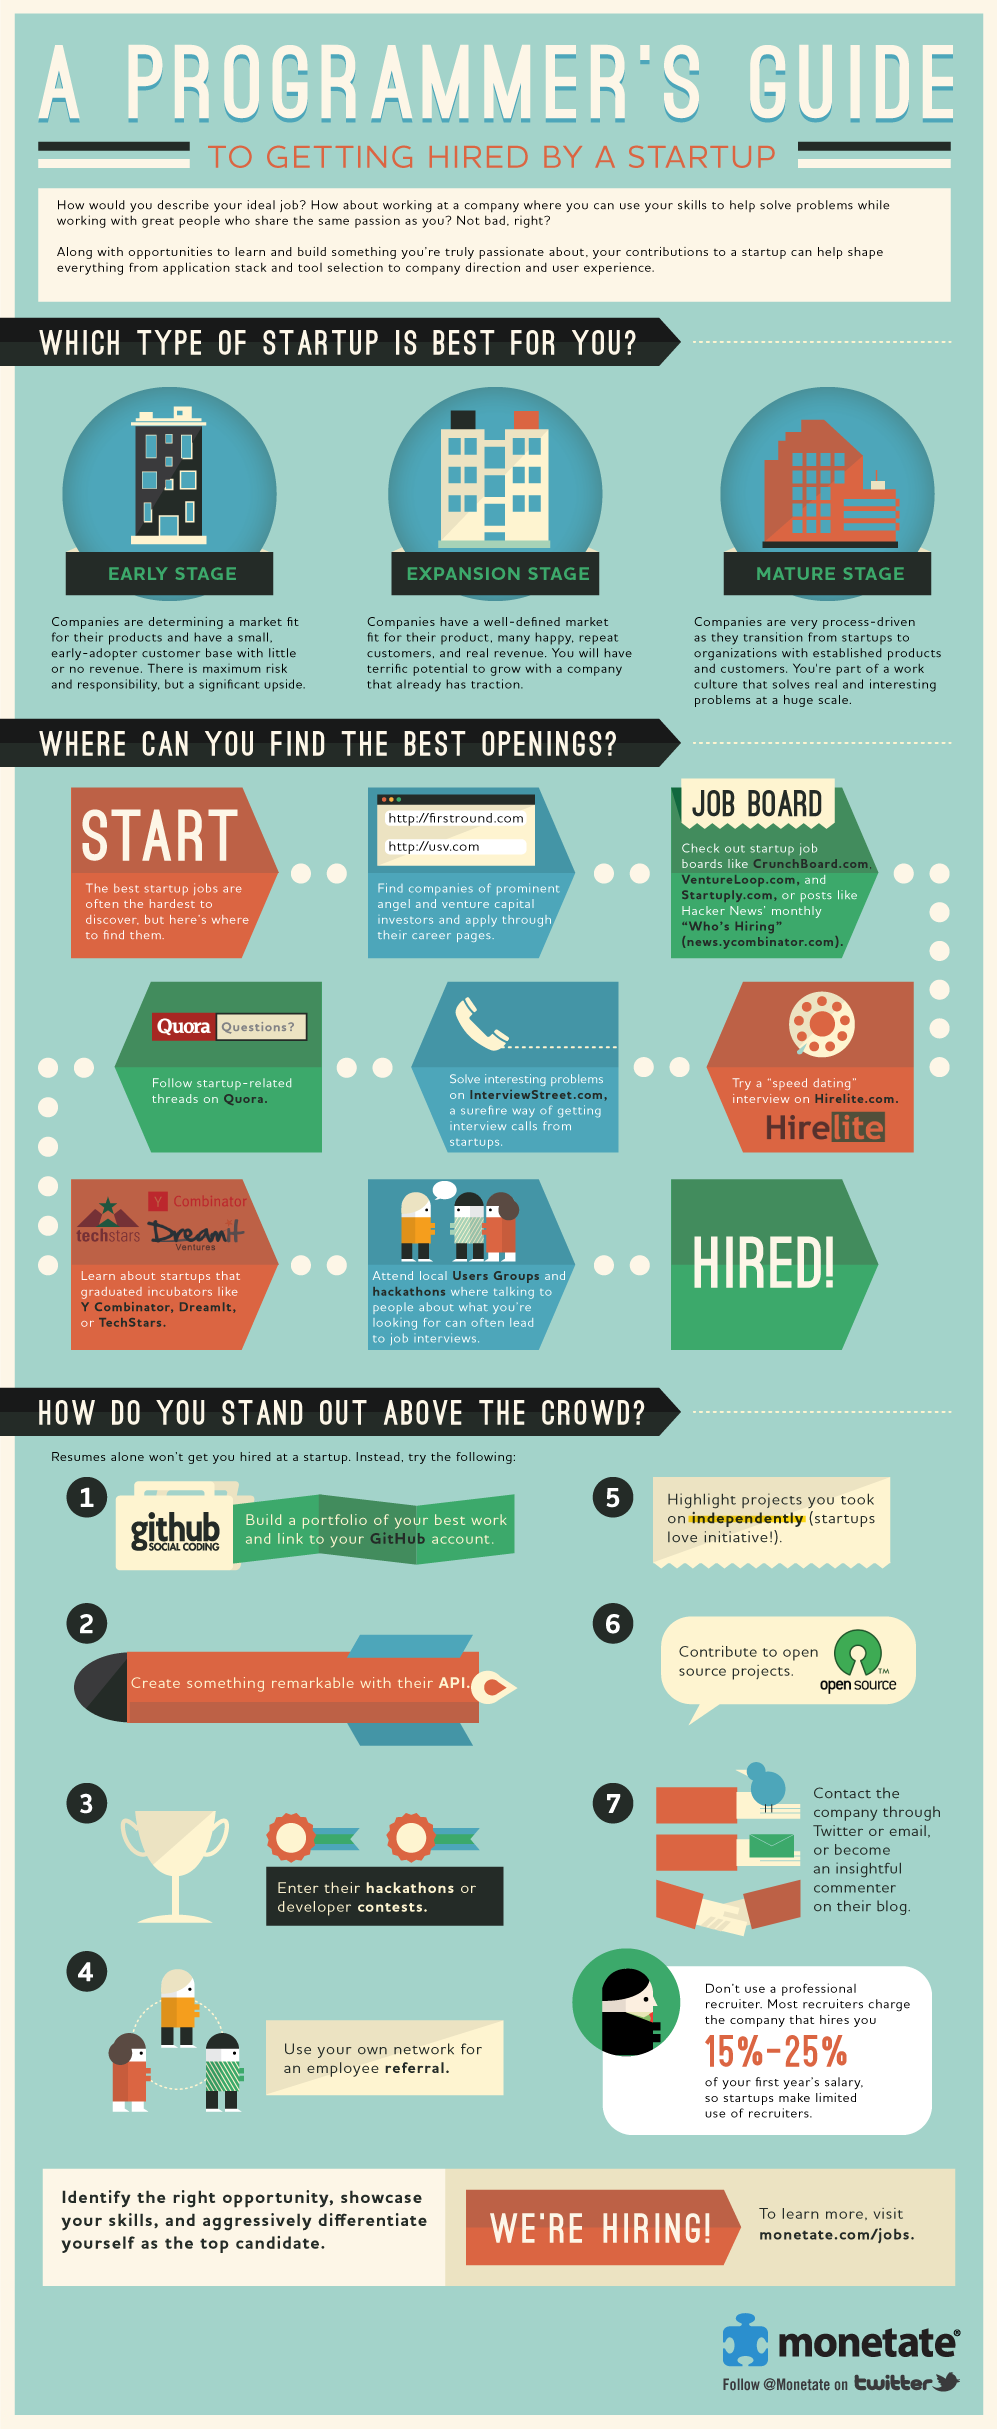 A PROGRAMMER'S GUIDE
TO GETTING HIRED BY A STARTUP
How would you describe your ideal job? How about working at a company where you can use your skills to help solve problems while
working with great people who share the same passion as you? Not bad, right?
Along with opportunities to learn and build something you're truly passionate about, your contributions to a startup can help shape
everything from application stack and tool selection to company direction and user experience.
WHICH TYPE OF STARTUP IS BEST FOR YOU?
EARLY STAGE
Companies are determining a market fit
for their products and have a small,
early-adopter customer base with little
or no revenue. There is maximum risk
and responsibility, but a significant upside.
EXPANSION STAGE
Companies have a well-defined market
fit for their product, many happy, repeat
customers, and real revenue. You will have
terrific potential to grow with a company
that already has traction.
MATURE STAGE
Companies are very process-driven
as they transition from startups to
organizations with established products
and customers. You're part of a work
culture that solves real and interesting
problems at a huge scale.
WHERE CAN YOU FIND THE BEST OPENINGS?
START
The best startup jobs are
often the hardest to
discover, but here's where
to find them.
http://firstround.com
http://usv.com
Find companies of prominent
angel and venture capital
investors and apply through
their career pages.
JOB BOARD
Check out startup job
boards like CrunchBoard.com,
VentureLoop.com, and
Startuply.com, or posts like
Hacker News' monthly
"Who's Hiring"
(news.ycombinator.com).
Try a "speed dating"
interview on Hirelite.com.
Hirelite
Solve interesting problems
on InterviewStreet.com,
a surefire way of getting
interview calls from
startups.
Quora Questions?
Follow startup-related
threads on Quora.
techstars
Y Combinator
Dreamit
Ventures
Learn about startups that
graduated incubators like
Y Combinator, DreamIt,
or TechStars.
Attend local Users Groups and
hackathons where talking to
people about what you're
looking for can often lead
to job interviews.
HIRED!
HOW DO YOU STAND OUT ABOVE THE CROWD?
Resumes alone won't get you hired at a startup. Instead, try the following:
1
github
SOCIAL CODING
Build a portfolio of your best work
and link to your GitHub account.
2
Create something remarkable with their API.
3
Enter their hackathons or
developer contests.
4
Use your own network for
an employee referral.
5
Highlight projects you took
on independently (startups
love initiative!).
6
Contribute to open
source projects.
TM
open source
7
Contact the
company through
Twitter or email,
or become
an insightful
commenter
on their blog.
Don't use a professional
recruiter. Most recruiters charge
the company that hires you
15%-25%
of your first year's salary,
so startups make limited
use of recruiters.
Identify the right opportunity, showcase
your skills, and aggressively differentiate
yourself as the top candidate.
WE'RE HIRING!
To learn more, visit
monetate.com/jobs.
monetate®
Follow @Monetate on twitter